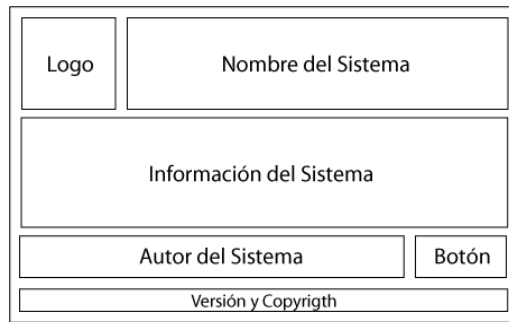 Logo
Nombre del Sistema
Información del Sistema
Autor del Sistema
Botón
Versión y Copyrigth